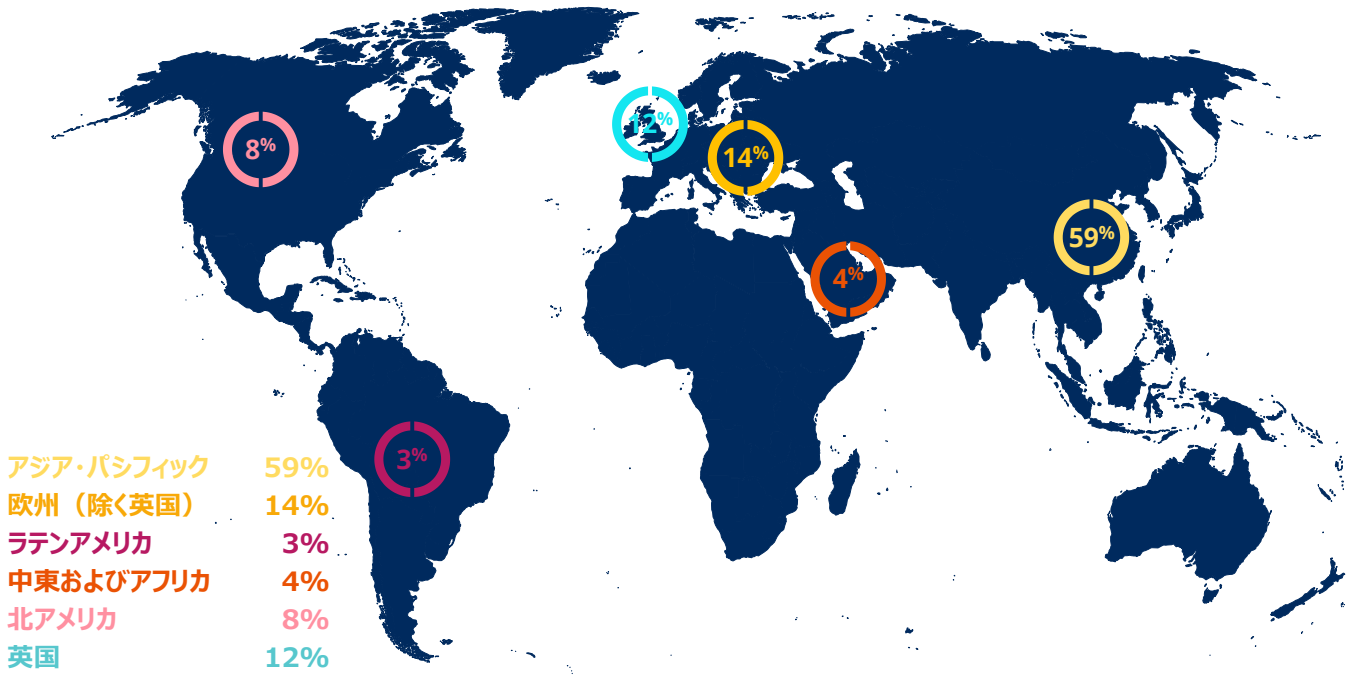 12%
8%
14%
59%
4%
3%
アジア・パシフィック 59%
欧州（除く英国） 14%
ラテンアメリカ 3%
中東およびアフリカ 4%
北アメリカ 8%
英国 12%